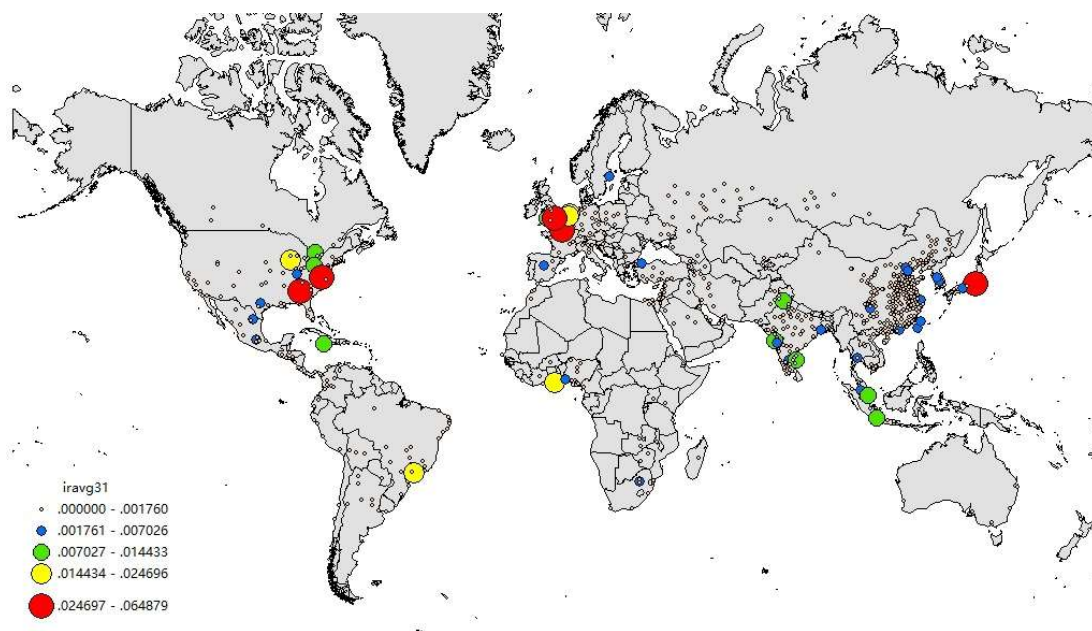 iravg31
.000000 - .001760
.001761 - .007026
.007027 - .014433
.014434 - .024696
.024697 - .064879